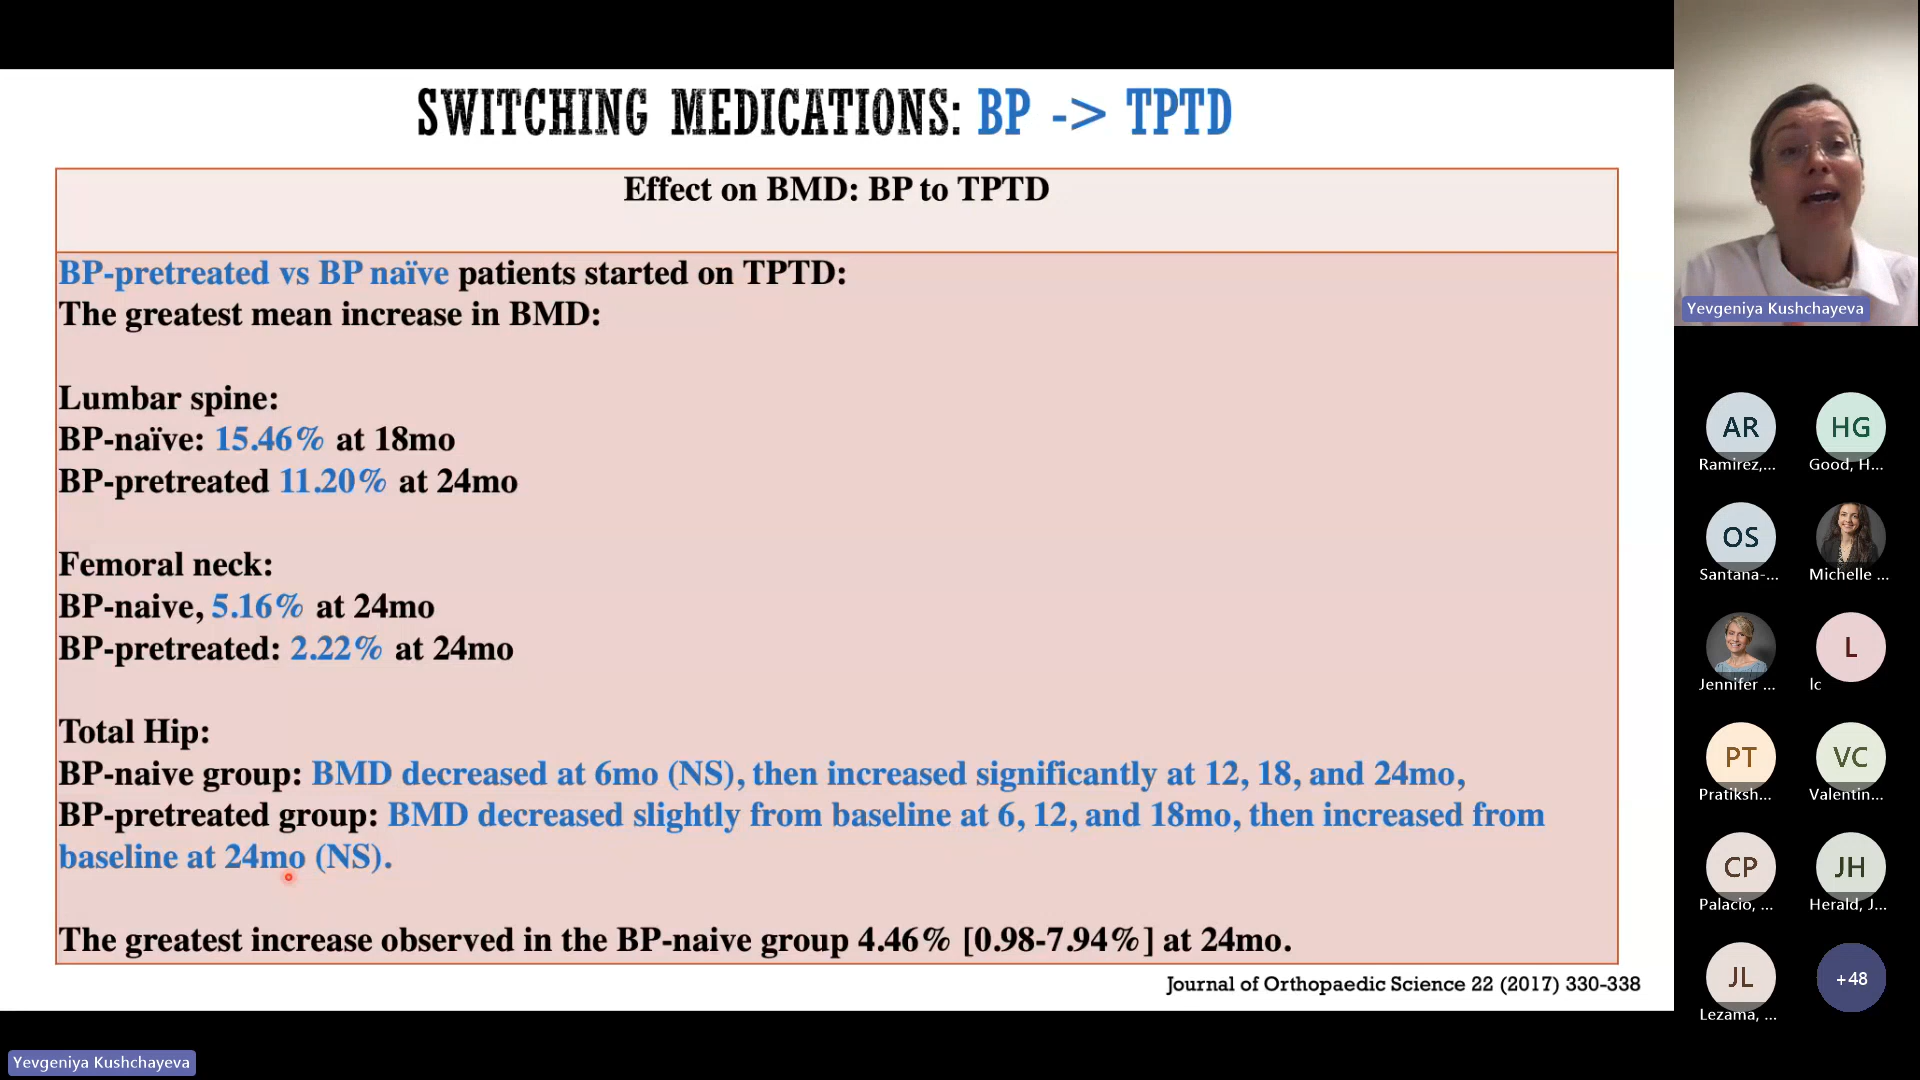 SWITCHING MEDICATIONS: BP -> TPTD
Effect on BMD: BP to TPTD
BP-pretreated vs BP naïve patients started on TPTD:
The greatest mean increase in BMD:
Lumbar spine:
BP-naïve: 15.46% at 18mo
BP-pretreated 11.20% at 24mo
Femoral neck:
BP-naive, 5.16% at 24mo
BP-pretreated: 2.22% at 24mo
Total Hip:
BP-naive group: BMD decreased at 6mo (NS), then increased significantly at 12, 18, and 24mo,
BP-pretreated group: BMD decreased slightly from baseline at 6, 12, and 18mo, then increased from
baseline at 24mo (NS).
The greatest increase observed in the BP-naive group 4.46% [0.98-7.94%] at 24mo.
Journal of Orthopaedic Science 22 (2017) 330-338
Yevgeniya Kushchayeva
Yevgeniya Kushchayeva
AR
HG
Ramirez,...
Good, H...
OS
Santana-...
Michelle ...
L
Jennifer ...
lc
PT
VC
Pratiksh...
Valentin...
CP
JH
Palacio, ...
Herald, J...
JL
+48
Lezama, ...